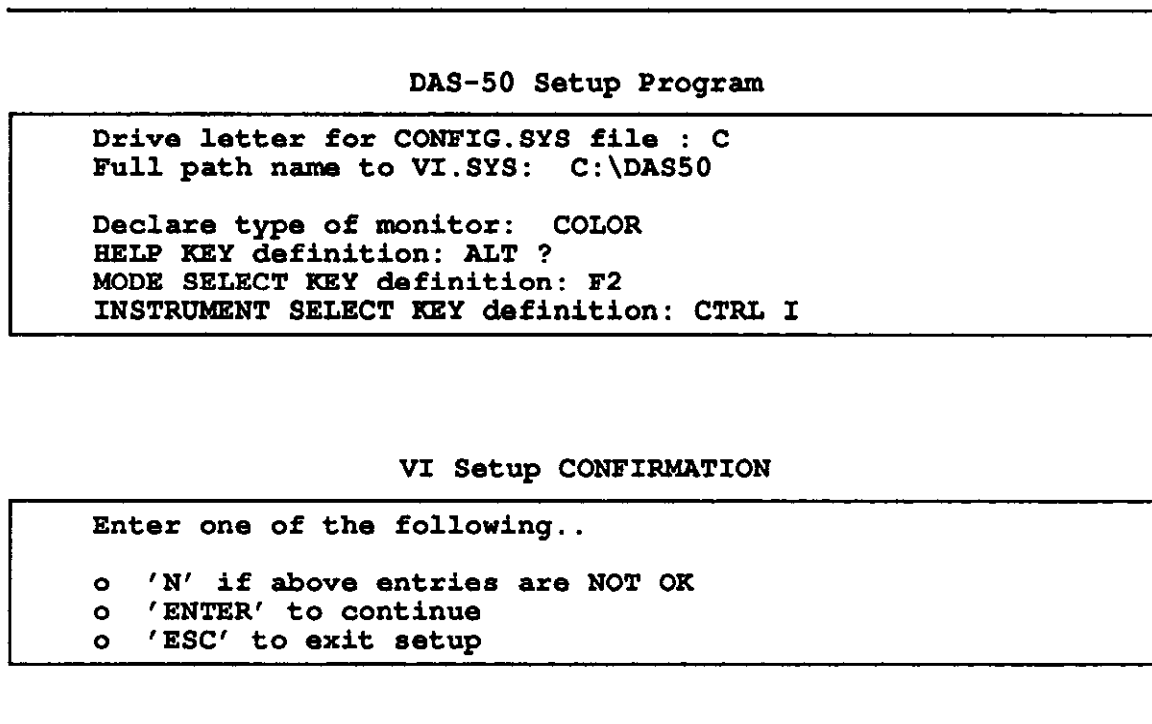 DAS-50 Setup Program
Drive letter for CONFIG.SYS file : C
Full path name to VI.SYS:  C:\DAS50
Declare type of monitor:  COLOR
HELP KEY definition: ALT ?
MODE SELECT KEY definition: F2
INSTRUMENT SELECT KEY definition: CTRL I
VI Setup CONFIRMATION
Enter one of the following..
o  'N' if above entries are NOT OK
o  'ENTER' to continue
o  'ESC' to exit setup